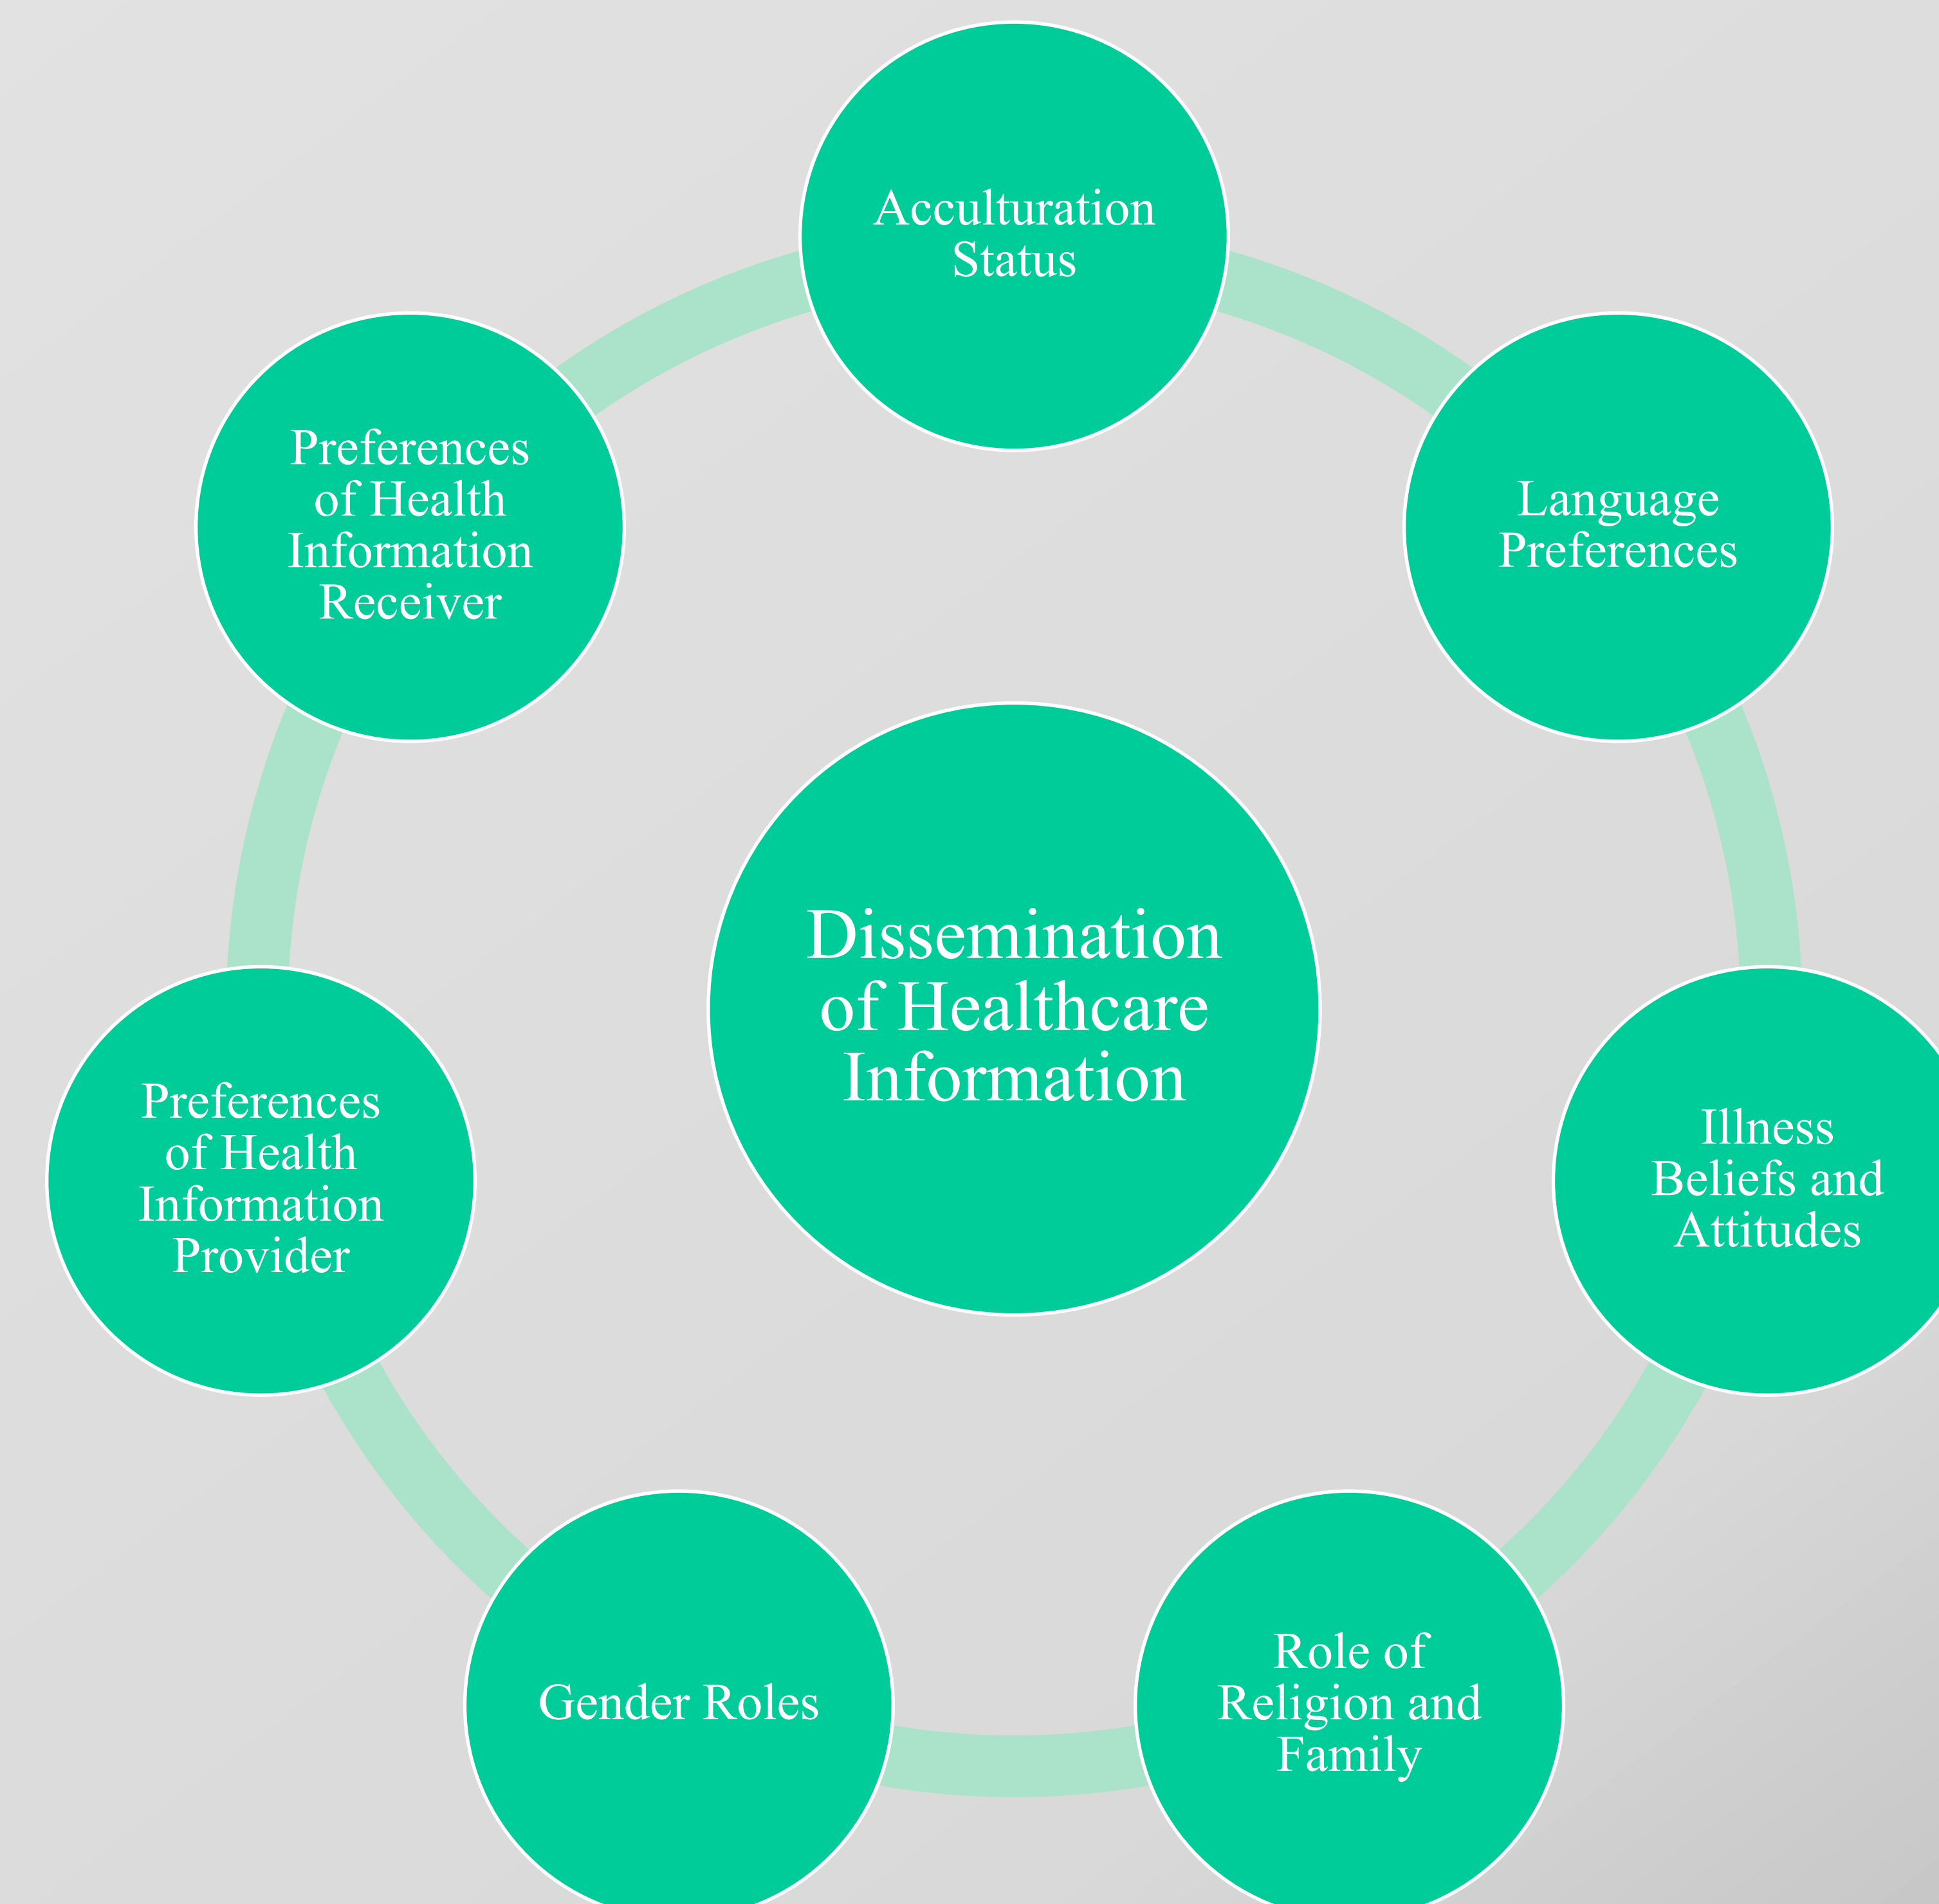 Acculturation
Status
Language
Preferences
Illness
Beliefs and
Attitudes
Role of
Religion and
Family
Gender Roles
Preferences
of Health
Information
Provider
Preferences
of Health
Information
Receiver
Dissemination
of Healthcare
Information